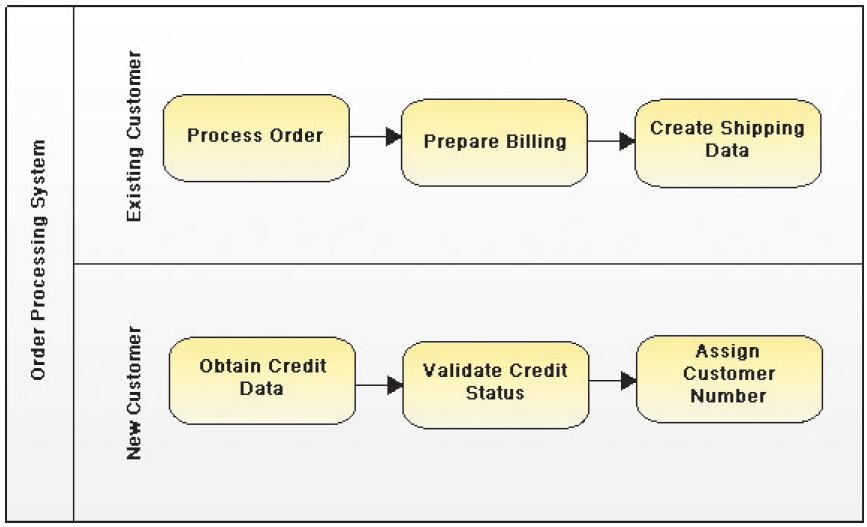 Order Processing System
Existing Customer
Process Order
Prepare Billing
Create Shipping
Data
New Customer
Obtain Credit
Data
Validate Credit
Status
Assign
Customer
Number